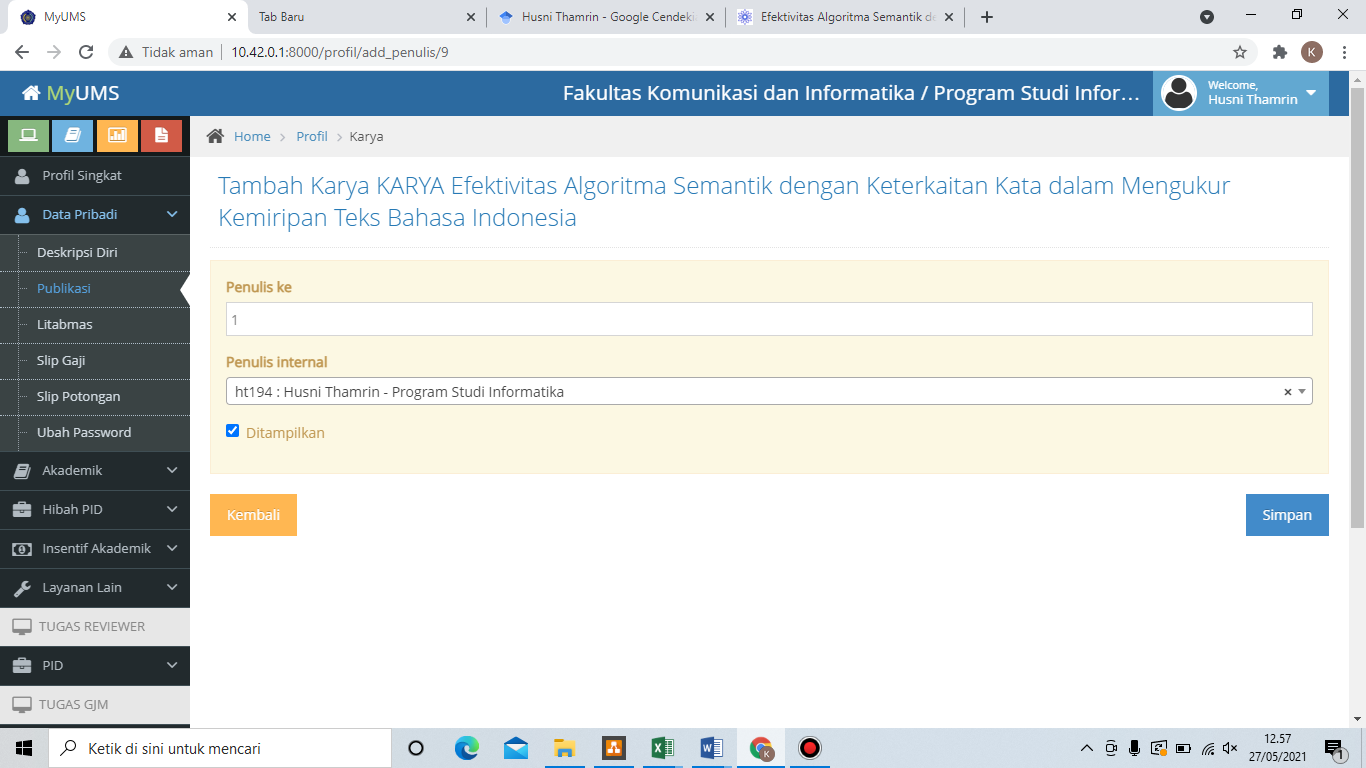 MyUMS
Tab Baru
Husni Thamrin - Google Cendeki
Efektivitas Algoritma Semantik de
Tidak aman
10.42.0.1:8000/profil/add_penulis/9
K
MyUMS
Fakultas Komunikasi dan Informatika / Program Studi Infor...
Welcome,
Husni Thamrin
Home > Profil > Karya
Profil Singkat
Data Pribadi
Deskripsi Diri
Publikasi
Litabmas
Slip Gaji
Slip Potongan
Ubah Password
Akademik
Hibah PID
Insentif Akademik
Layanan Lain
TUGAS REVIEWER
PID
TUGAS GJM
Tambah Karya KARYA Efektivitas Algoritma Semantik dengan Keterkaitan Kata dalam Mengukur
Kemiripan Teks Bahasa Indonesia
Penulis ke
1
Penulis internal
ht194 : Husni Thamrin - Program Studi Informatika
×
Ditampilkan
Kembali
Simpan
Ketik di sini untuk mencari
K
12.57
27/05/2021
1